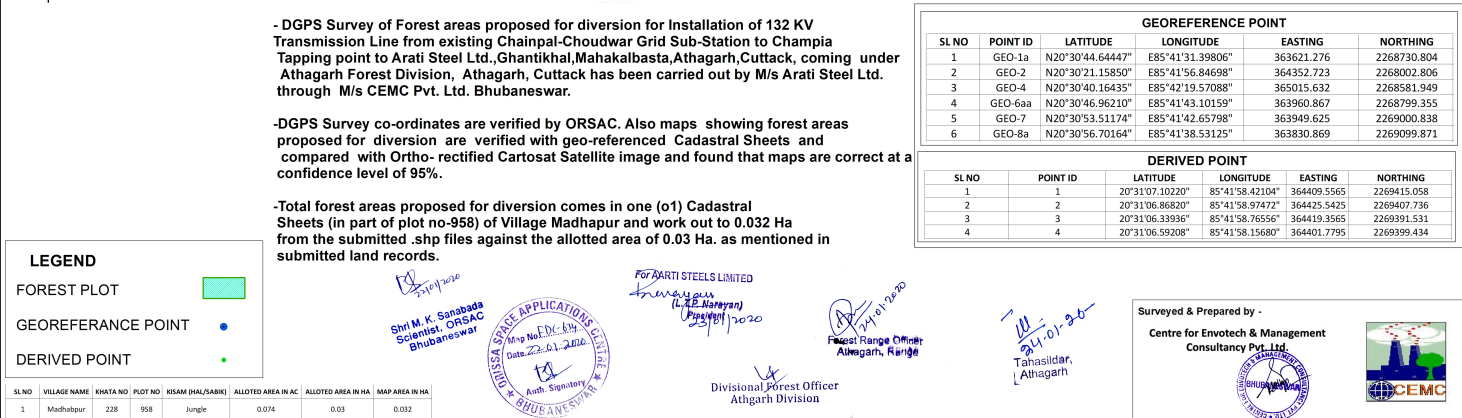 - DGPS Survey of Forest areas proposed for diversion for Installation of 132 KV
Transmission Line from existing Chainpal-Choudwar Grid Sub-Station to Champia
Tapping point to Arati Steel Ltd.,Ghantikhal,Mahakalbasta,Athagarh,Cuttack, coming under
Athagarh Forest Division, Athagarh, Cuttack has been carried out by M/s Arati Steel Ltd.
through M/s CEMC Pvt. Ltd. Bhubaneswar.
-DGPS Survey co-ordinates are verified by ORSAC. Also maps showing forest areas
proposed for diversion are verified with geo-referenced Cadastral Sheets and
compared with Ortho- rectified Cartosat Satellite image and found that maps are correct at a
confidence level of 95%.
-Total forest areas proposed for diversion comes in one (o1) Cadastral
Sheets (in part of plot no-958) of Village Madhapur and work out to 0.032 Ha
from the submitted .shp files against the allotted area of 0.03 Ha. as mentioned in
submitted land records.
GEOREFERENCE POINT
SL NO POINT ID LATITUDE LONGITUDE EASTING NORTHING
1 GEO-1a N20°30'44.64447" E85°41'31.39806" 363621.276 2268730.804
2 GEO-2 N20°30'21.15850" E85°41'56.84698" 364352.723 2268002.806
3 GEO-4 N20°30'40.16435" E85°42'19.57088" 365015.632 2268581.949
4 GEO-6aa N20°30'46.96210" E85°41'43.10159" 363960.867 2268799.355
5 GEO-7 N20°30'53.51174" E85°41'42.65798" 363949.625 2269000.838
6 GEO-8a N20°30'56.70164" E85°41'38.53125" 363830.869 2269099.871
DERIVED POINT
SL NO POINT ID LATITUDE LONGITUDE EASTING NORTHING
1 1 20°31'07.10220" 85°41'58.42104" 364409.5565 2269415.058
2 2 20°31'06.86820" 85°41'58.97472" 364425.5425 2269407.736
3 3 20°31'06.33936" 85°41'58.76556" 364419.3565 2269391.531
4 4 20°31'06.59208" 85°41'58.15680" 364401.7795 2269399.434
LEGEND
FOREST PLOT
GEOREFERANCE POINT
DERIVED POINT
SL NO VILLAGE NAME KHATA NO PLOT NO KISAM (HAL/SABIK) ALLOTED AREA IN AC ALLOTED AREA IN HA MAP AREA IN HA
1 Madhabpur 228 958 Jungle 0.074 0.03 0.032
22/01/2020
Shri M. K. Sanabada
Scientist, ORSAC
Bhubaneswar
ORISSA SPACE APPLICATIONS CENTRE
Map No EDC-634
Date 22-01-2020
Auth. Signatory
BHUBANESWAR
For AARTI STEELS LIMITED
(L.T.P. Narayan)
President
23/01/2020
24-01-2020
Forest Range Officer
Athagarh, Range
Divisional Forest Officer
Athgarh Division
24-01-20
Tahasildar,
Athagarh
Surveyed & Prepared by -
Centre for Envotech & Management
Consultancy Pvt. Ltd.
BHUBANESWAR
CEMC